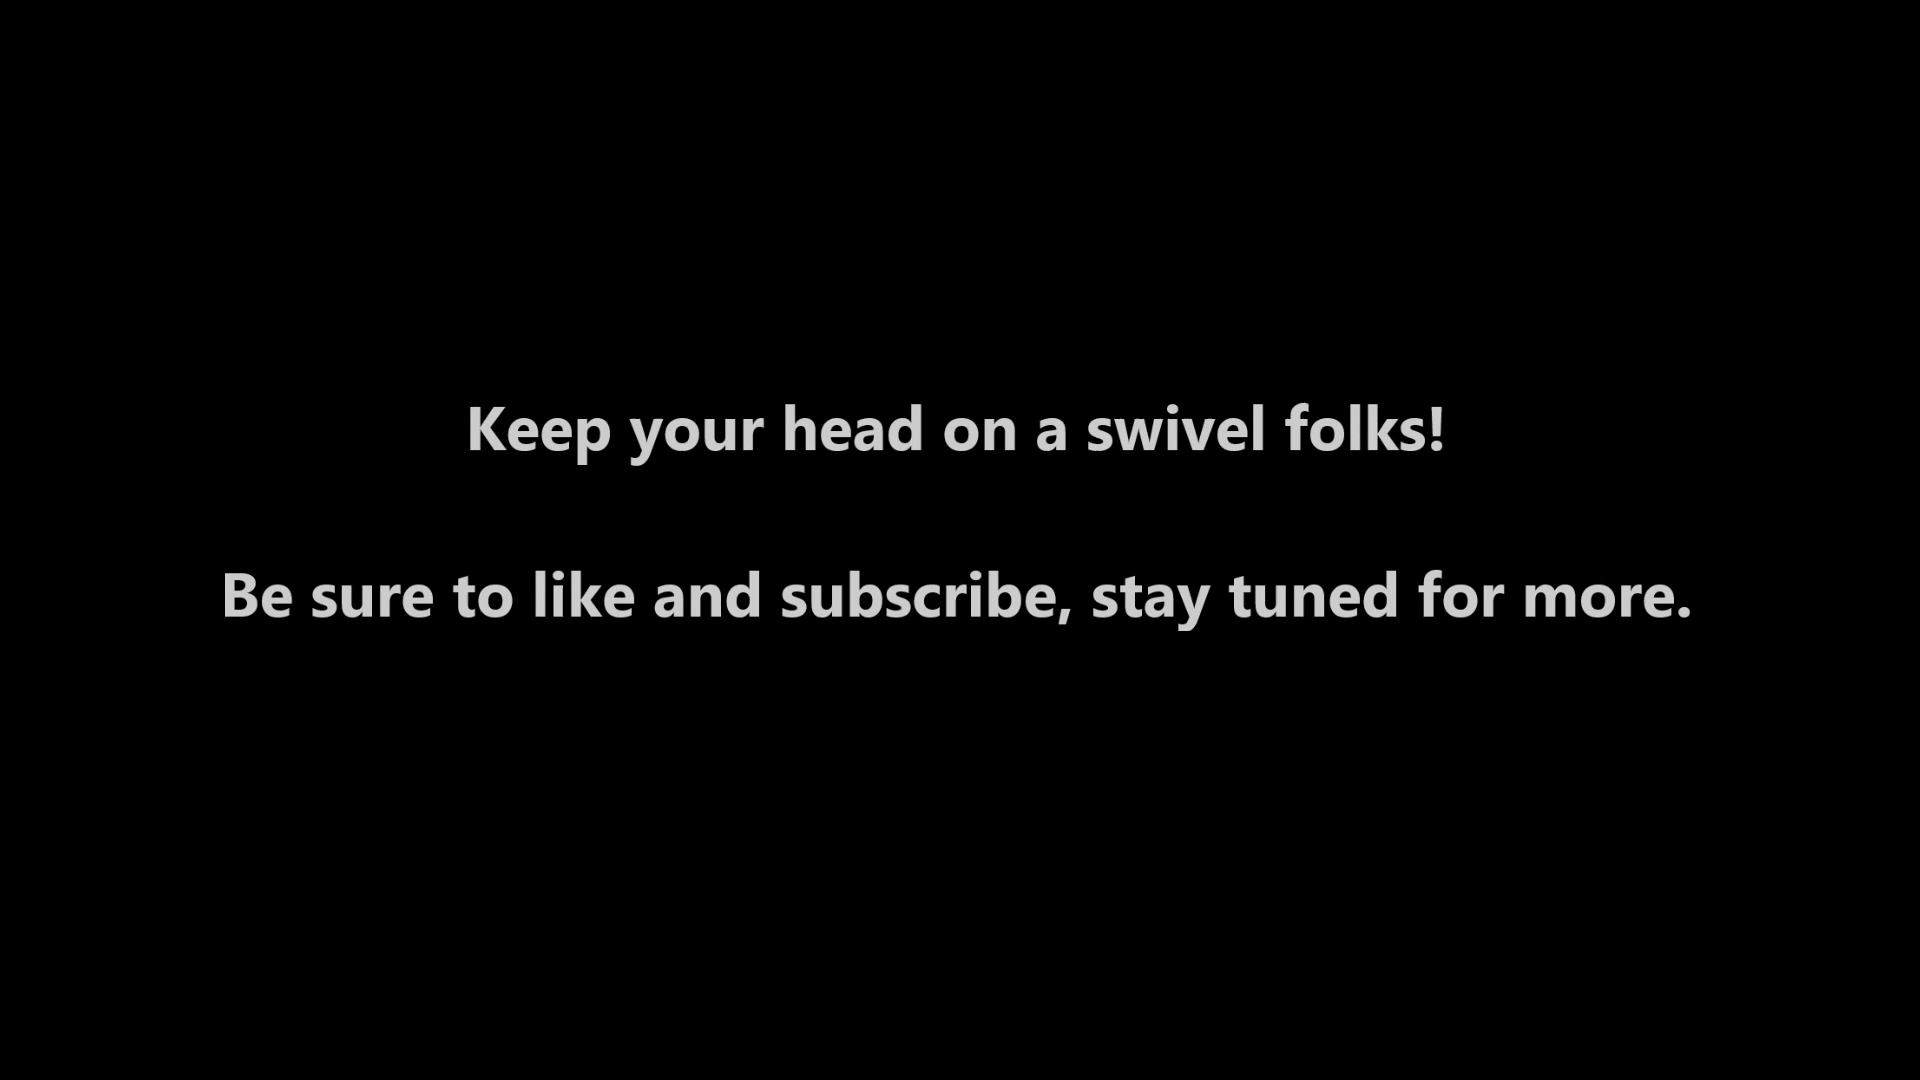 Keep your head on a swivel folks!
Be sure to like and subscribe, stay tuned for more.